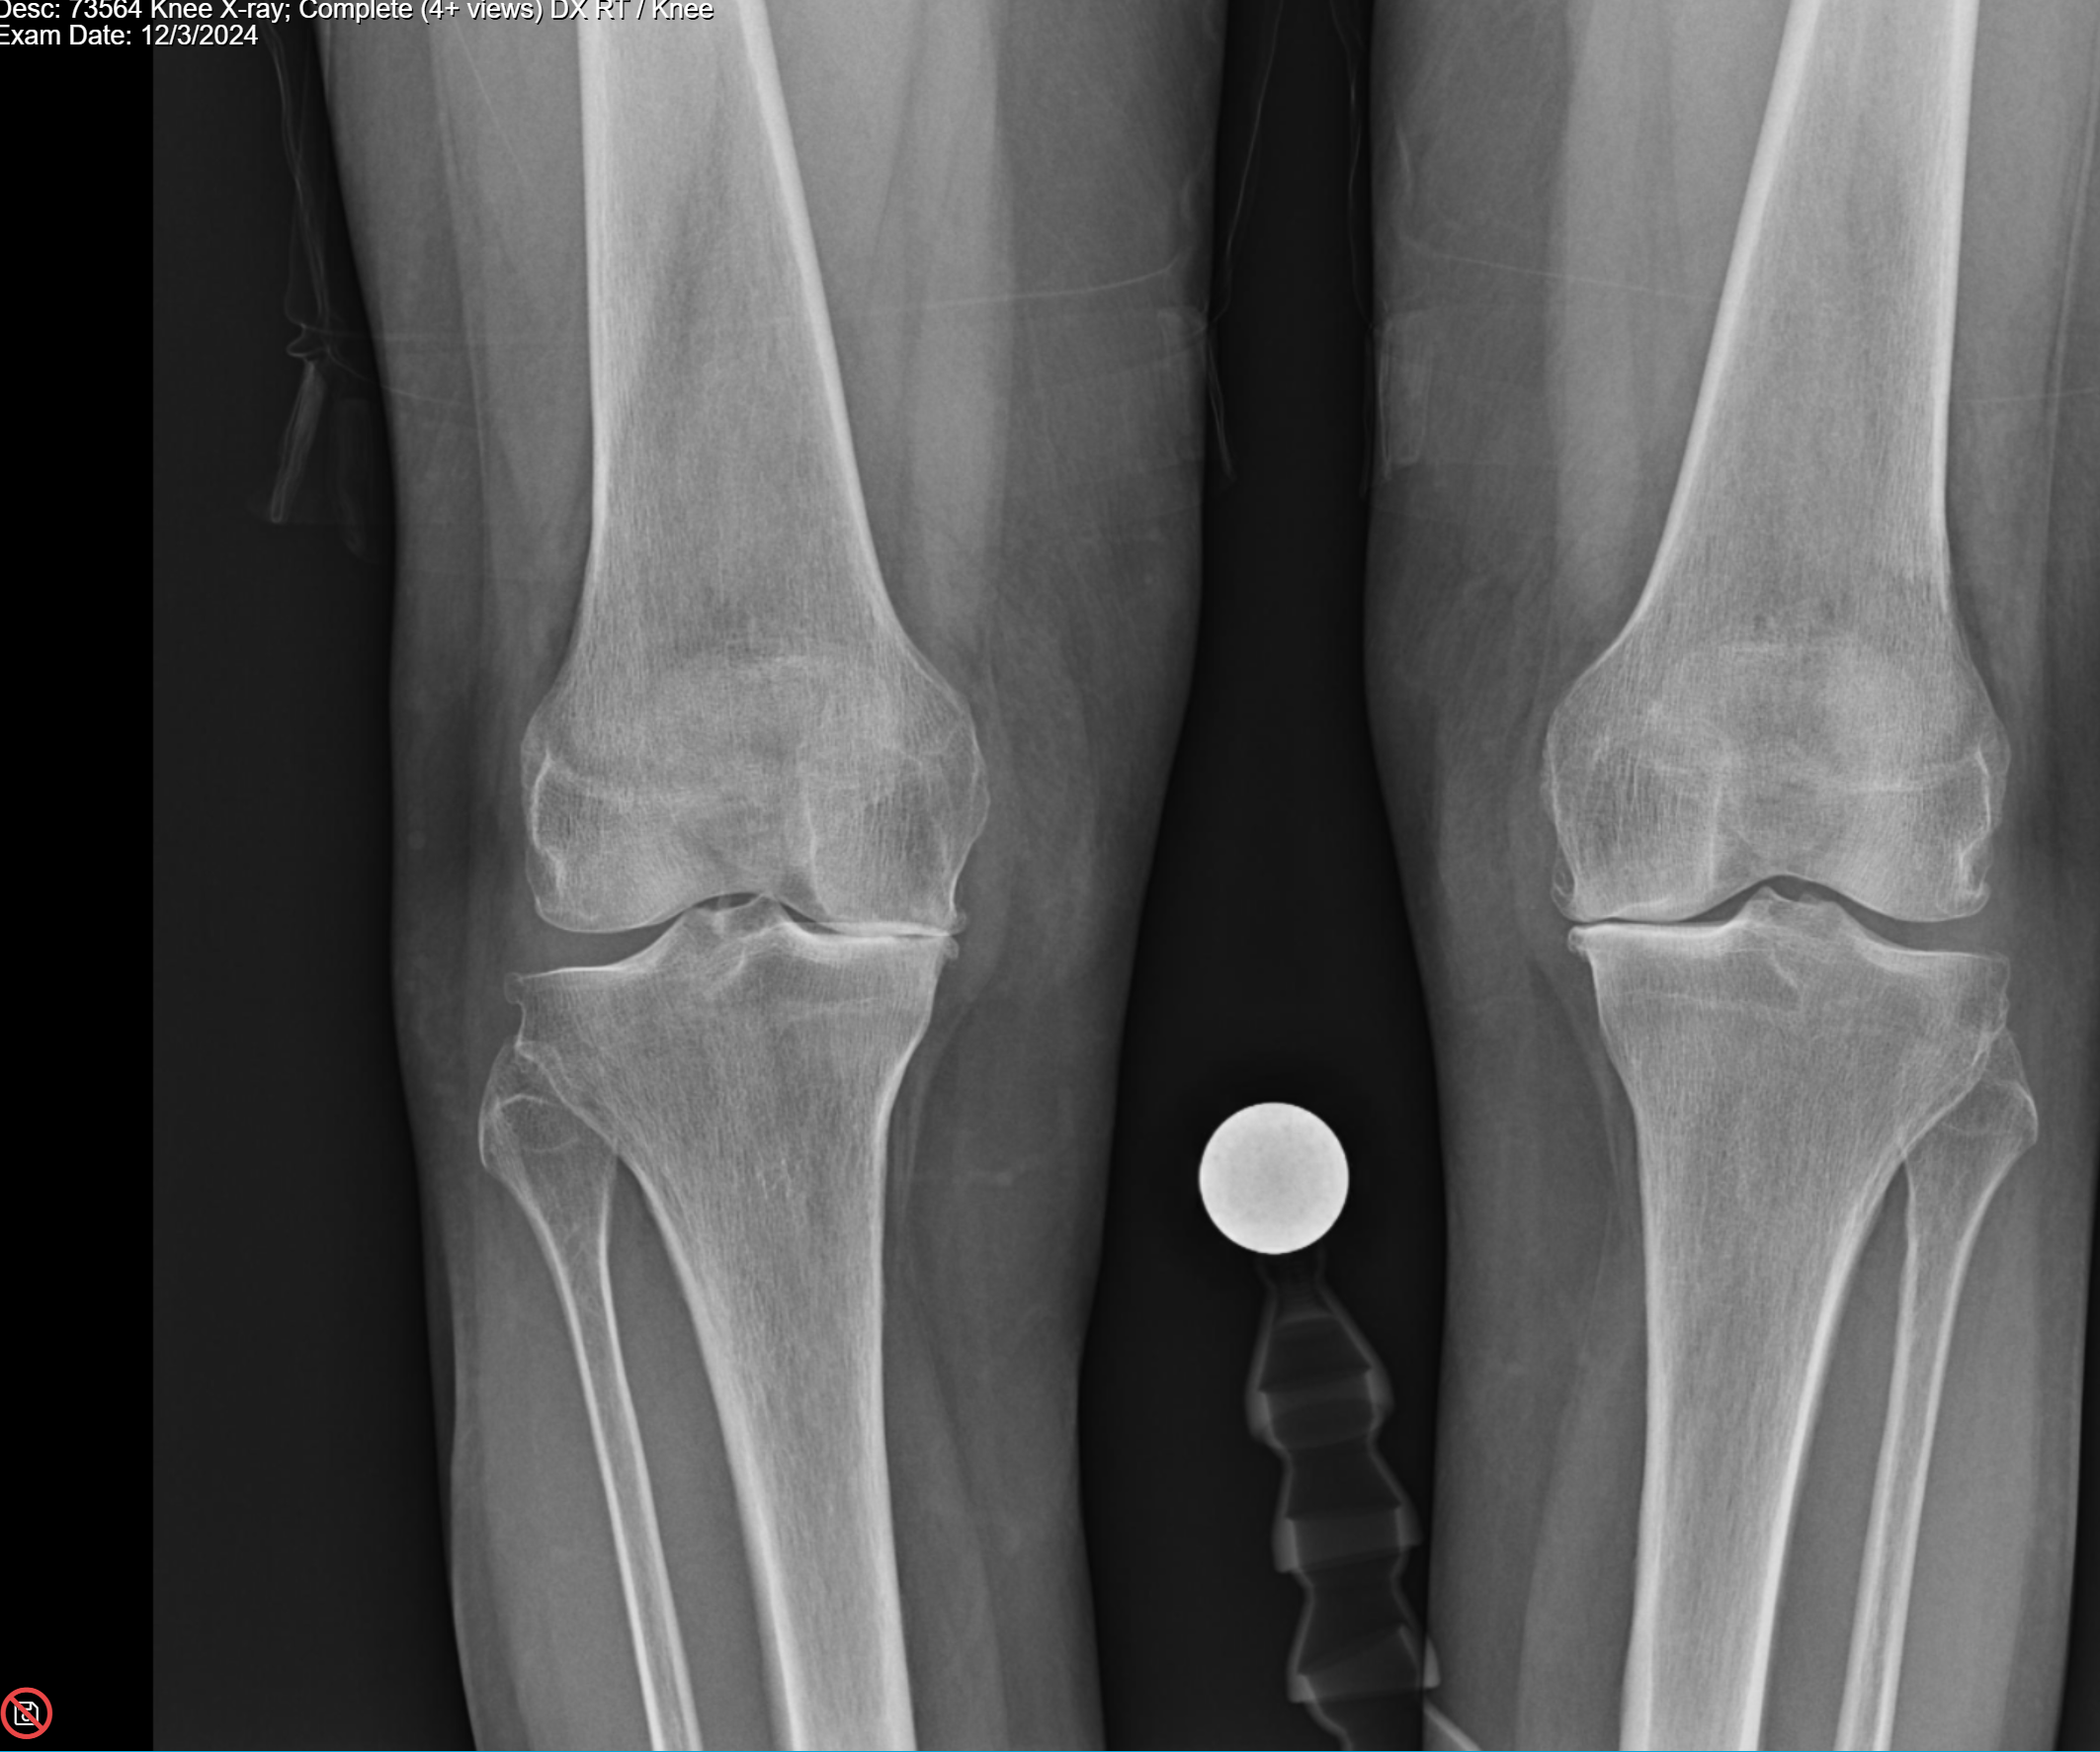 Desc: 73564 Knee X-ray; Complete (4+ views) DX RT / Knee
Exam Date: 12/3/2024